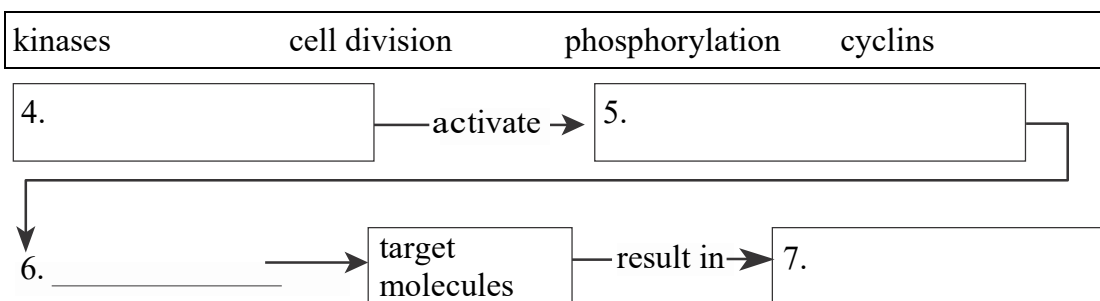 kinases cell division phosphorylation cyclins
4. activate 5.
6. target molecules result in 7.